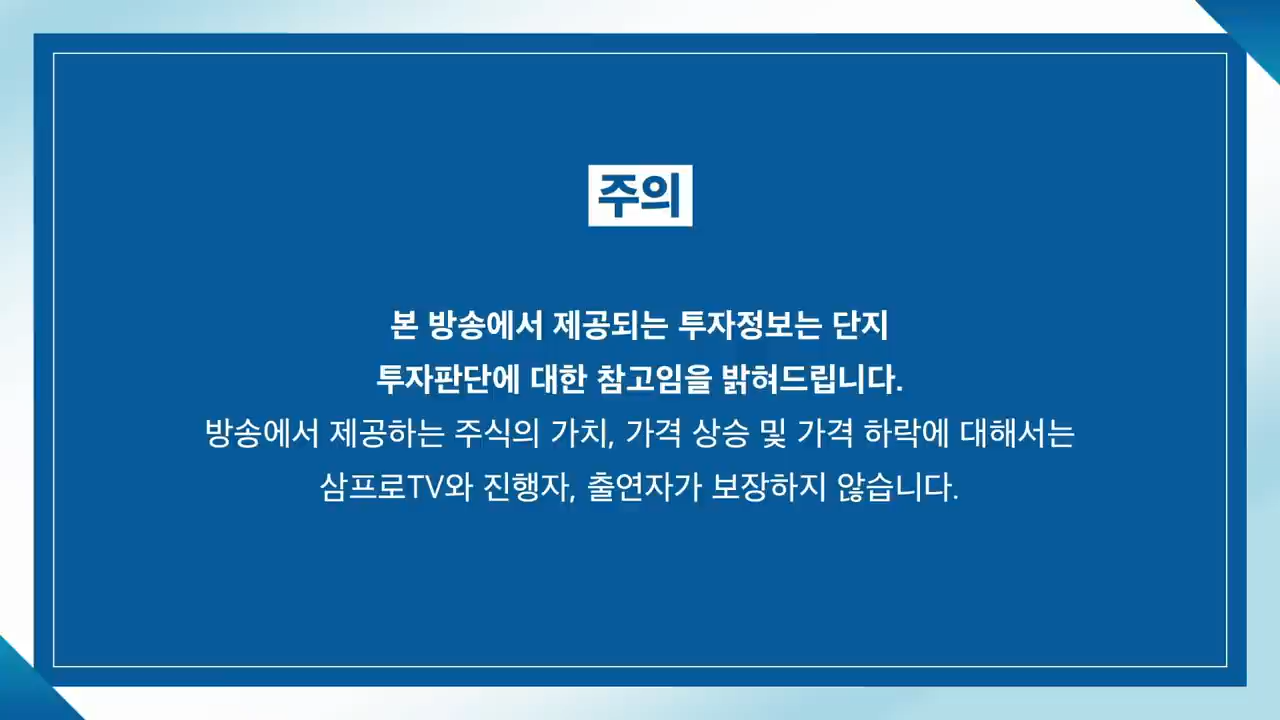 주의
본 방송에서 제공되는 투자정보는 단지
투자판단에 대한 참고임을 밝혀드립니다.
방송에서 제공하는 주식의 가치, 가격 상승 및 가격 하락에 대해서는
삼프로TV와 진행자, 출연자가 보장하지 않습니다.